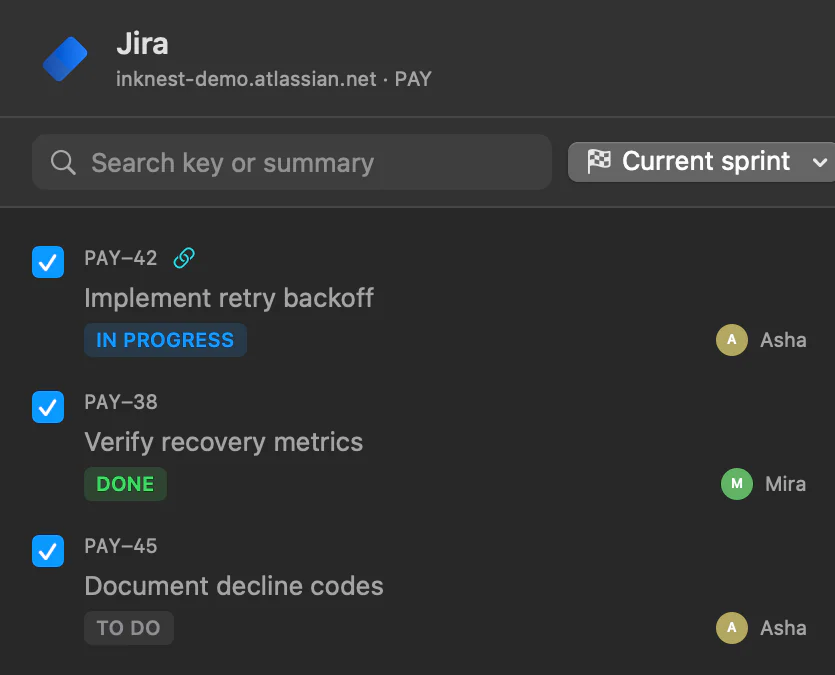 Jira
inknest-demo.atlassian.net · PAY
Search key or summary
Current sprint
PAY–42
Implement retry backoff
IN PROGRESS
A Asha
PAY–38
Verify recovery metrics
DONE
M Mira
PAY–45
Document decline codes
TO DO
A Asha